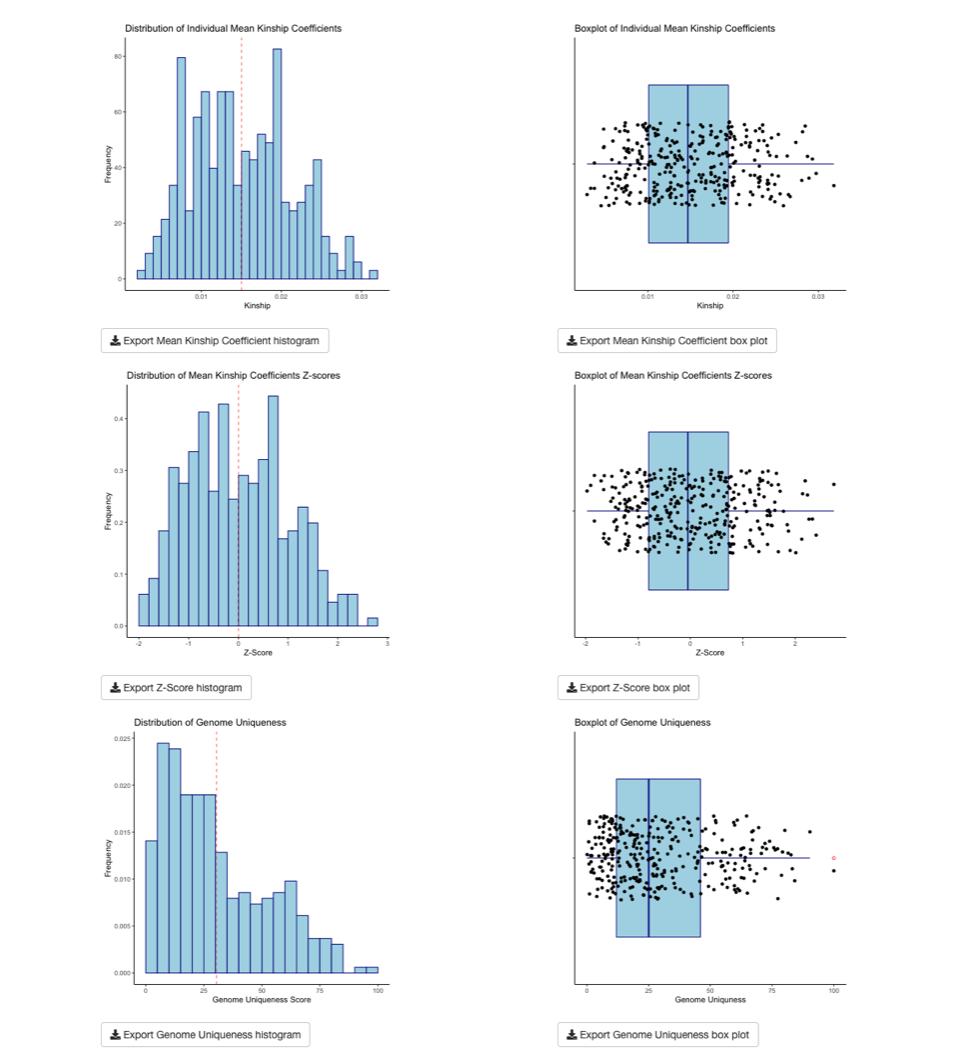 Distribution of Individual Mean Kinship Coefficients
Frequency
80
60
40
20
0
0.01 0.02 0.03
Kinship
Boxplot of Individual Mean Kinship Coefficients
0.01 0.02 0.03
Kinship
Export Mean Kinship Coefficient histogram
Export Mean Kinship Coefficient box plot
Distribution of Mean Kinship Coefficients Z-scores
Frequency
0.4
0.3
0.2
0.1
0.0
-2 -1 0 1 2 3
Z-Score
Boxplot of Mean Kinship Coefficients Z-scores
-2 -1 0 1 2
Z-Score
Export Z-Score histogram
Export Z-Score box plot
Distribution of Genome Uniqueness
Frequency
0.025
0.020
0.015
0.010
0.005
0.000
0 25 50 75 100
Genome Uniqueness Score
Boxplot of Genome Uniqueness
0 25 50 75 100
Genome Uniquness
Export Genome Uniqueness histogram
Export Genome Uniqueness box plot